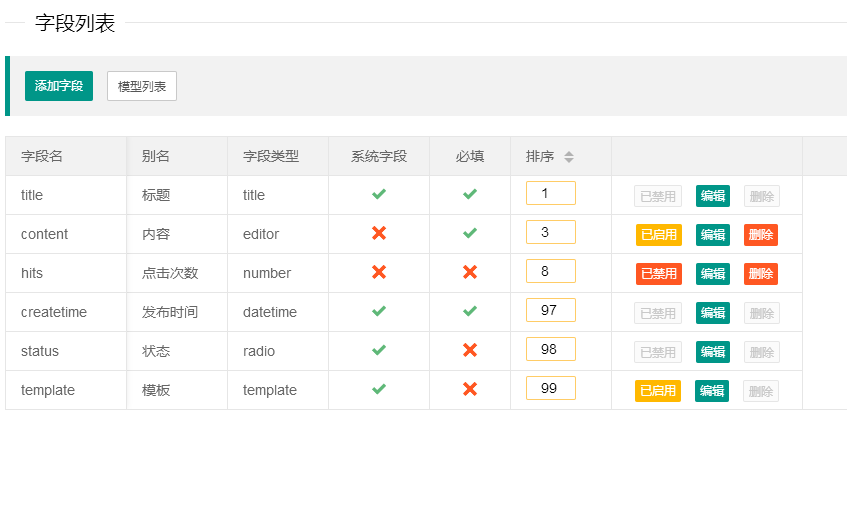 字段列表
添加字段 模型列表
字段名 别名 字段类型 系统字段 必填 排序
title 标题 title 1 已禁用 编辑 删除
content 内容 editor 3 已启用 编辑 删除
hits 点击次数 number 8 已禁用 编辑 删除
createtime 发布时间 datetime 97 已禁用 编辑 删除
status 状态 radio 98 已禁用 编辑 删除
template 模板 template 99 已启用 编辑 删除